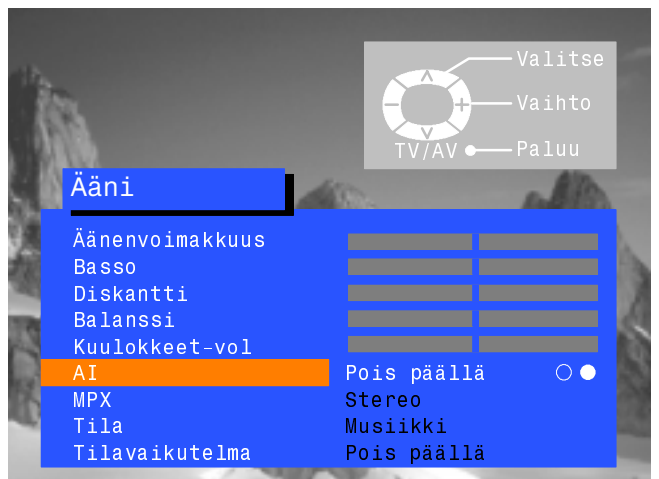 Valitse
Vaihto
TV/AV Paluu
Ääni
Äänenvoimakkuus
Basso
Diskantti
Balanssi
Kuulokkeet-vol
AI Pois päällä
MPX Stereo
Tila Musiikki
Tilavaikutelma Pois päällä